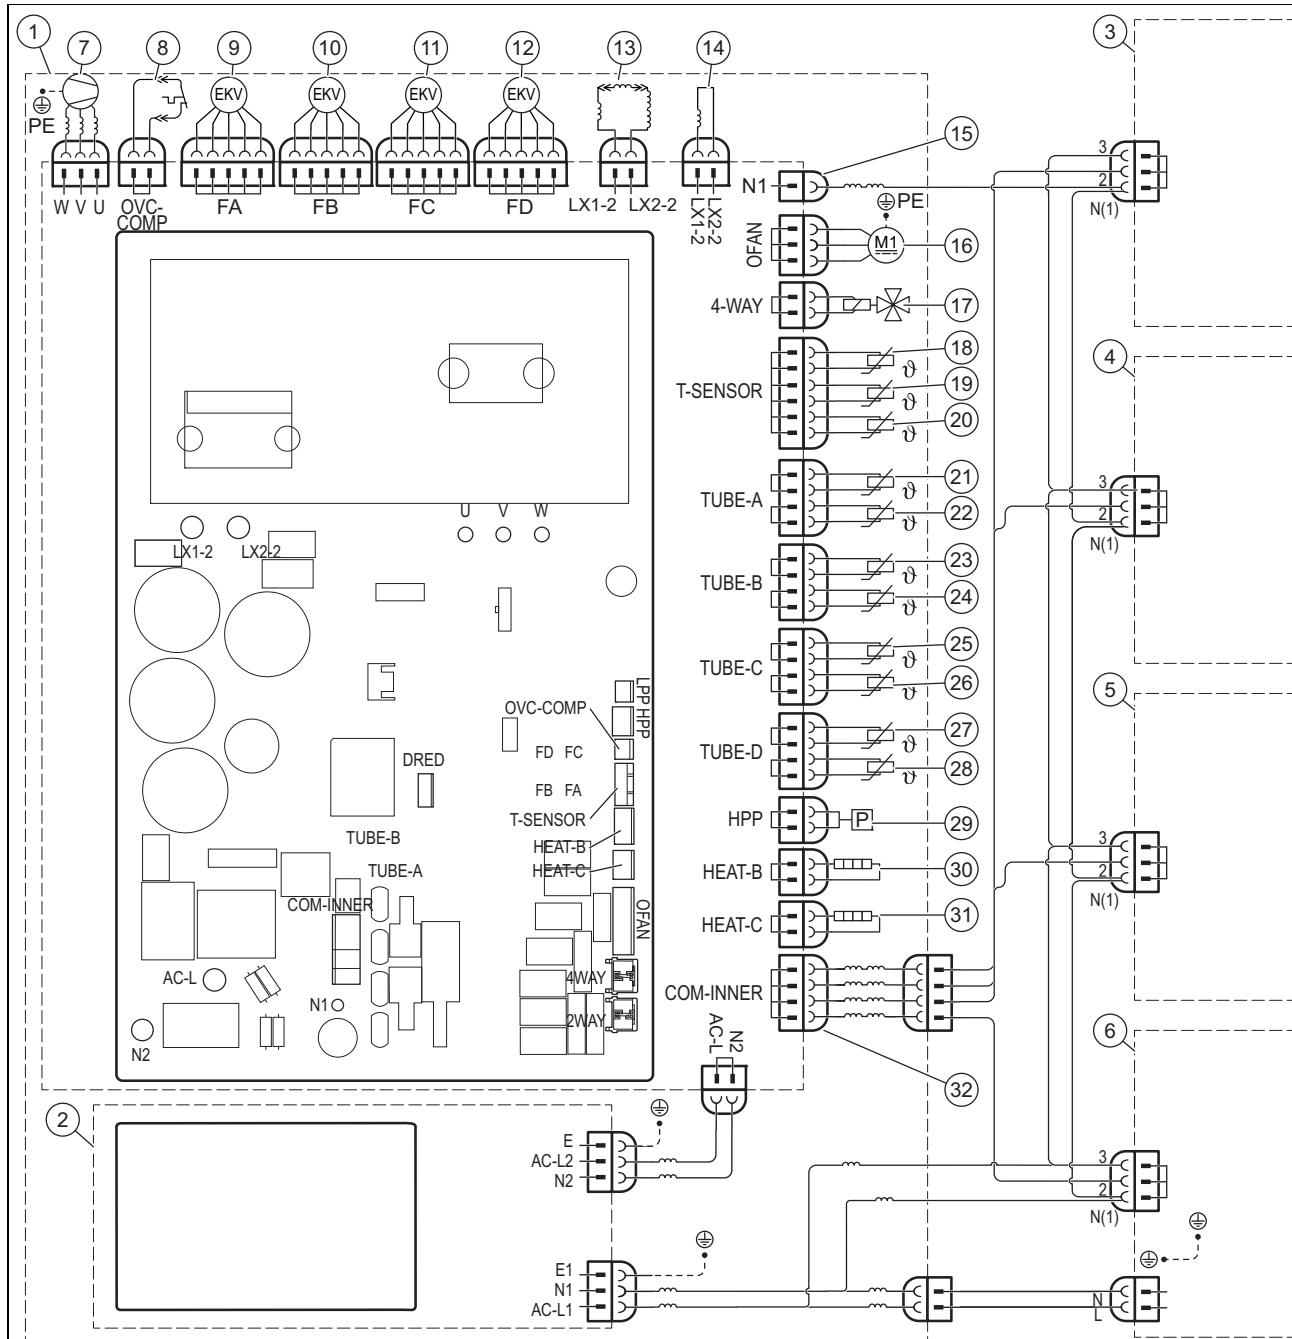 1
7
8
9
10
11
12
13
14
3
PE
EKV
EKV
EKV
EKV
W V U
OVC-
COMP
FA
FB
FC
FD
LX1-2
LX2-2
LX1-2
LX2-2
N1
15
3
2
N(1)
PE
OFAN
M1
16
4-WAY
17
4
T-SENSOR
18
ϑ
19
ϑ
20
ϑ
TUBE-A
21
ϑ
22
ϑ
3
2
N(1)
U V W
LX1-2
LX2-2
TUBE-B
23
ϑ
24
ϑ
TUBE-C
25
ϑ
26
ϑ
5
LPP
HPP
OVC-COMP
FD FC
TUBE-D
27
ϑ
28
ϑ
DRED
FB FA
T-SENSOR
HPP
P
29
TUBE-B
HEAT-B
HEAT-C
TUBE-A
HEAT-B
30
3
2
N(1)
COM-INNER
OFAN
HEAT-C
31
AC-L
4WAY
COM-INNER
N1
2WAY
N2
AC-L
N2
6
32
2
E
AC-L2
N2
3
2
N(1)
E1
N1
AC-L1
N
L